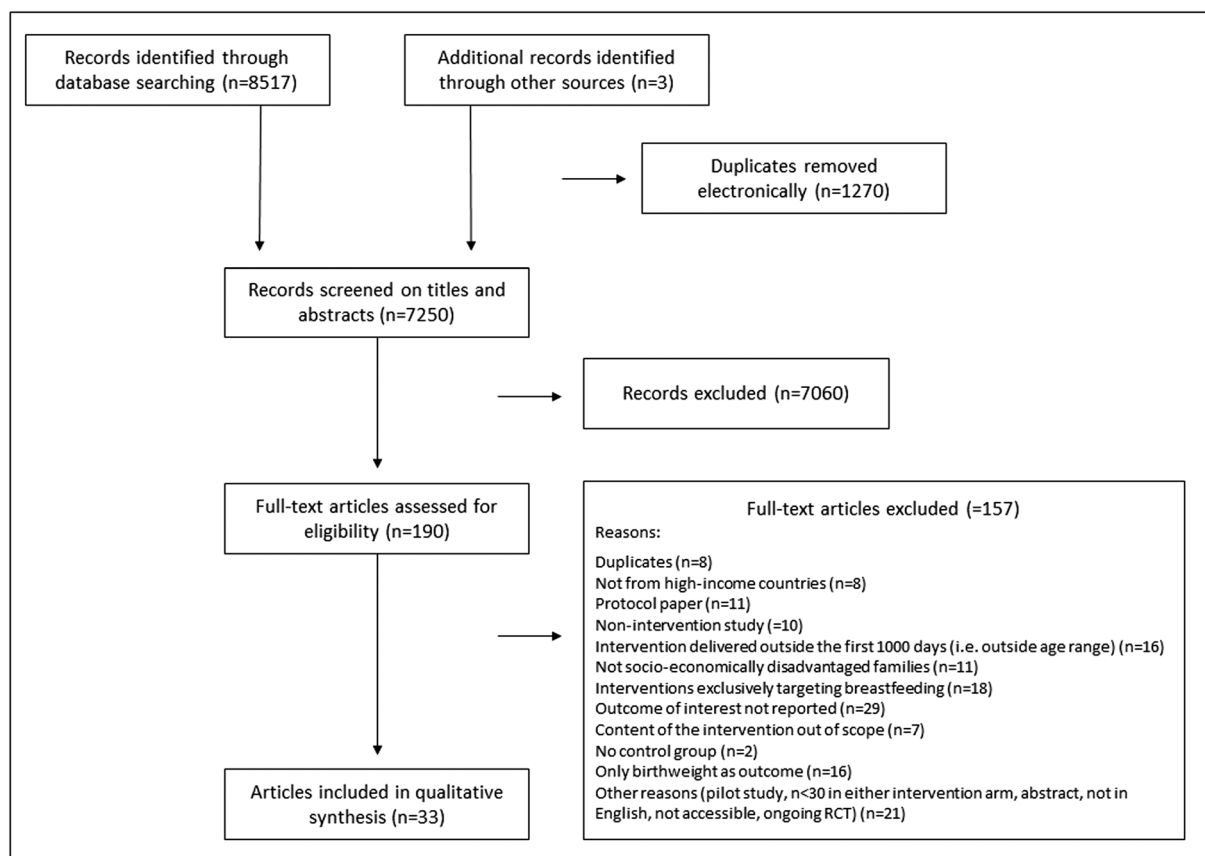 Records identified through
database searching (n=8517)
Additional records identified
through other sources (n=3)
Duplicates removed
electronically (n=1270)
Records screened on titles and
abstracts (n=7250)
Records excluded (n=7060)
Full-text articles assessed for
eligibility (n=190)
Full-text articles excluded (=157)
Reasons:
Duplicates (n=8)
Not from high-income countries (n=8)
Protocol paper (n=11)
Non-intervention study (=10)
Intervention delivered outside the first 1000 days (i.e. outside age range) (n=16)
Not socio-economically disadvantaged families (n=11)
Interventions exclusively targeting breastfeeding (n=18)
Outcome of interest not reported (n=29)
Content of the intervention out of scope (n=7)
No control group (n=2)
Only birthweight as outcome (n=16)
Other reasons (pilot study, n<30 in either intervention arm, abstract, not in
English, not accessible, ongoing RCT) (n=21)
Articles included in qualitative
synthesis (n=33)